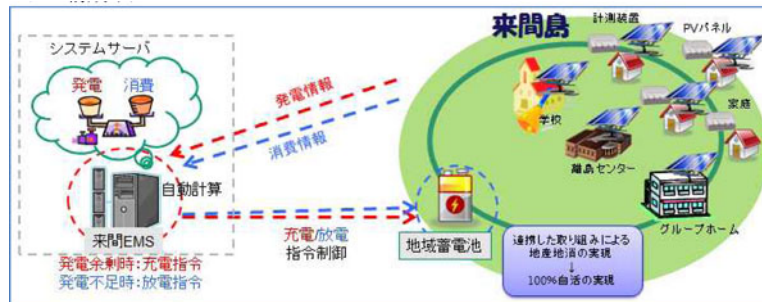 システムサーバ
発電 消費
自動計算
来間EMS
発電余剰時:充電指令
発電不足時:放電指令
発電情報
消費情報
充電/放電
指令制御
来間島
計測装置
PVパネル
家庭
学校
離島センター
グループホーム
地域蓄電池
連携した取り組みによる
地産地消の実現
↓
100%自活の実現